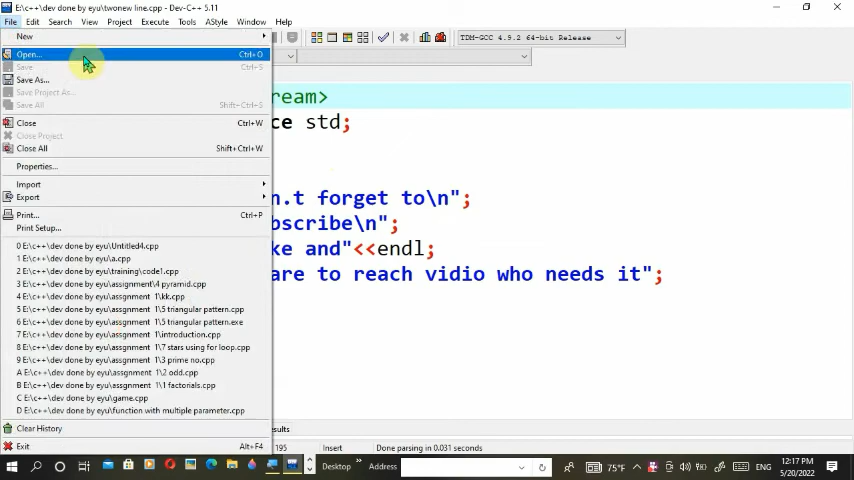 E:\c++\dev done by eyu\twonew line.cpp - Dev-C++ 5.11
File Edit Search View Project Execute Tools AStyle Window Help
New
Open... Ctrl+O
Save Ctrl+S
Save As...
Save Project As...
Save All Shift+Ctrl+S
Close Ctrl+W
Close Project
Close All Shift+Ctrl+W
Properties...
Import
Export
Print... Ctrl+P
Print Setup...
0 E:\c++\dev done by eyu\Untitled4.cpp
1 E:\c++\dev done by eyu\a.cpp
2 E:\c++\dev done by eyu\training\code1.cpp
3 E:\c++\dev done by eyu\assignment\4 pyramid.cpp
4 E:\c++\dev done by eyu\assgnment 1\kk.cpp
5 E:\c++\dev done by eyu\assgnment 1\5 triangular pattern.cpp
6 E:\c++\dev done by eyu\assgnment 1\5 triangular pattern.exe
7 E:\c++\dev done by eyu\assgnment 1\introduction.cpp
8 E:\c++\dev done by eyu\assgnment 1\7 stars using for loop.cpp
9 E:\c++\dev done by eyu\assgnment 1\3 prime no.cpp
A E:\c++\dev done by eyu\assgnment 1\2 odd.cpp
B E:\c++\dev done by eyu\assgnment 1\1 factorials.cpp
C E:\c++\dev done by eyu\game.cpp
D E:\c++\dev done by eyu\function with multiple parameter.cpp
Clear History
Exit Alt+F4
TDM-GCC 4.9.2 64-bit Release
ream>
ce std;
n.t forget to\n";
bscribe\n";
ke and"<<endl;
are to reach vidio who needs it";
sults
195 Insert Done parsing in 0.031 seconds
Desktop Address 75°F ENG 12:17 PM
5/20/2022